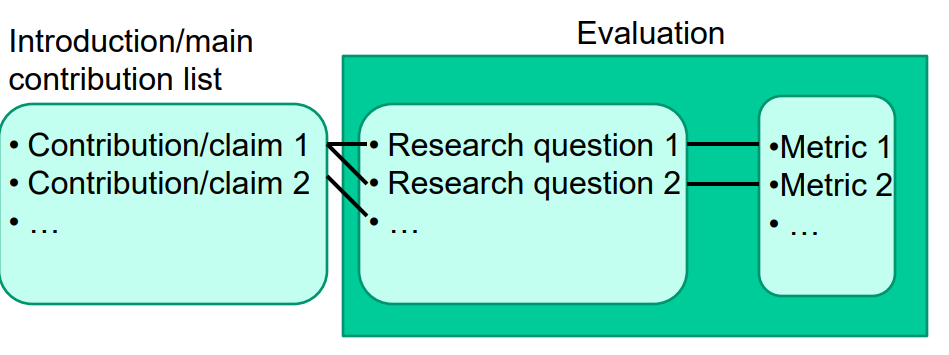 Introduction/main
contribution list
• Contribution/claim 1
• Contribution/claim 2
• …
Evaluation
• Research question 1
• Research question 2
• …
•Metric 1
•Metric 2
• …